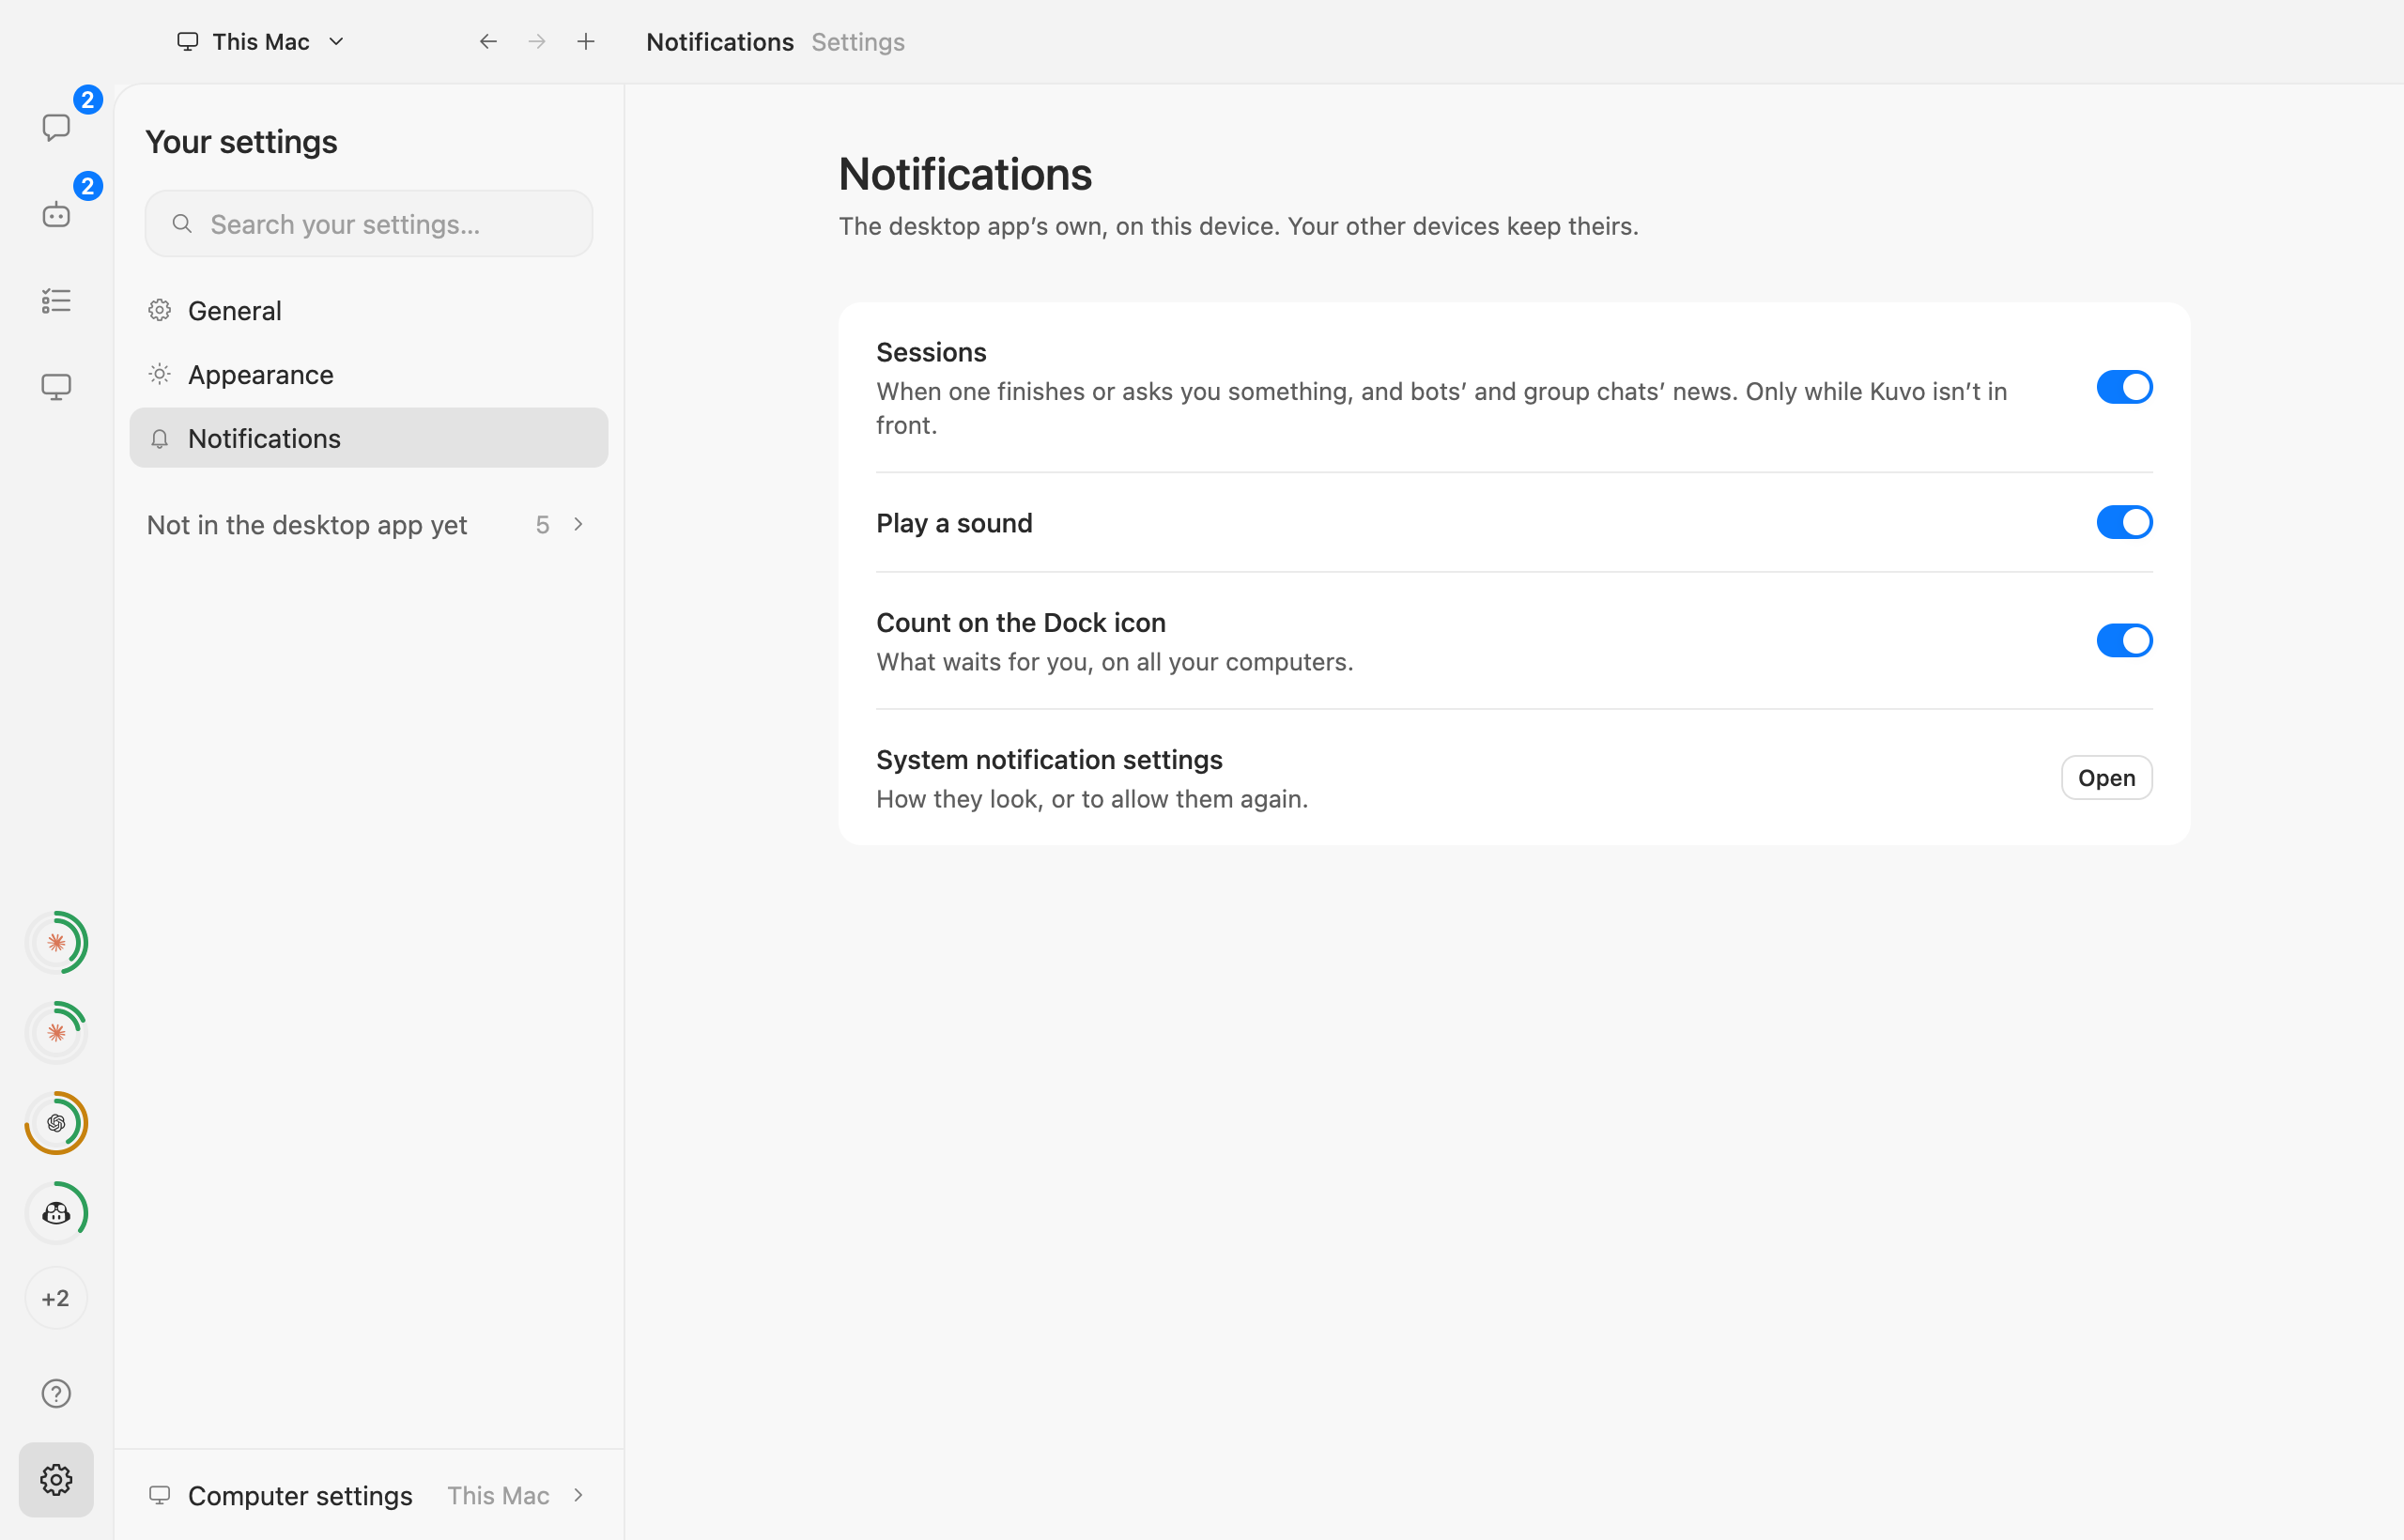 This Mac
Notifications Settings
2
2
Your settings
Search your settings...
General
Appearance
Notifications
Not in the desktop app yet 5
Notifications
The desktop app’s own, on this device. Your other devices keep theirs.
Sessions
When one finishes or asks you something, and bots’ and group chats’ news. Only while Kuvo isn’t in
front.
Play a sound
Count on the Dock icon
What waits for you, on all your computers.
System notification settings
How they look, or to allow them again.
Open
+2
Computer settings This Mac